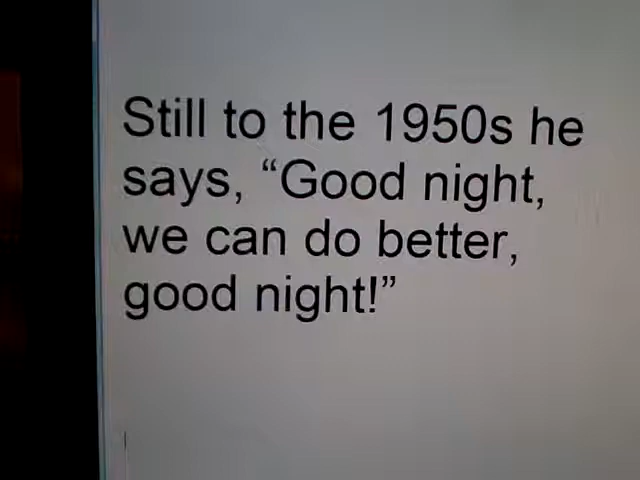 Still to the 1950s he
says, “Good night,
we can do better,
good night!”